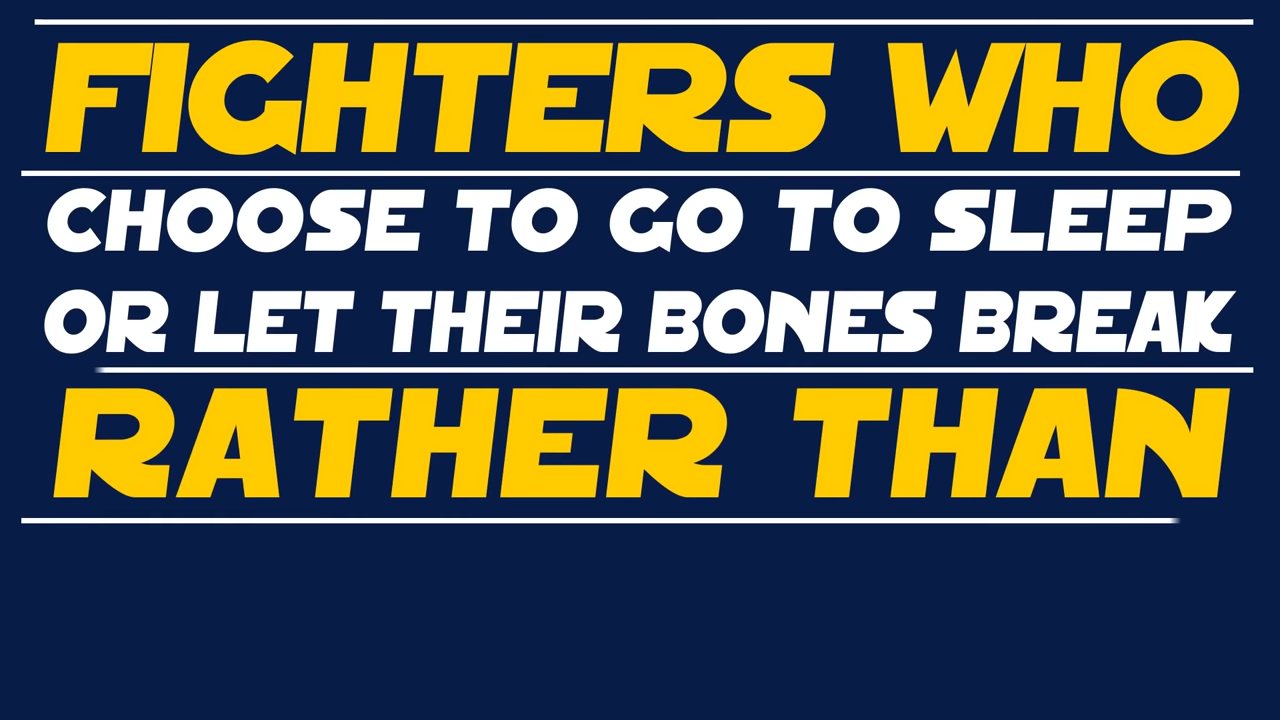 FIGHTERS WHO
CHOOSE TO GO TO SLEEP
OR LET THEIR BONES BREAK
RATHER THAN